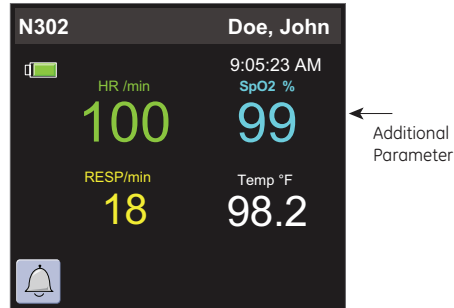 N302 Doe, John
9:05:23 AM
HR /min SpO2 %
100 99
Additional
Parameter
RESP/min Temp °F
18 98.2